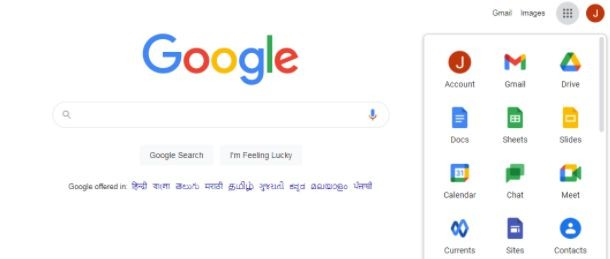 Gmail Images J
Google
J
Account Gmail Drive
Docs Sheets Slides
Google Search I'm Feeling Lucky
31
Calendar Chat Meet
Google offered in: हिन्दी বাংলা తెలుగు मराठी தமிழ் ગુજરાતી ಕನ್ನಡ മലയാളം ਪੰਜਾਬੀ
Currents Sites Contacts